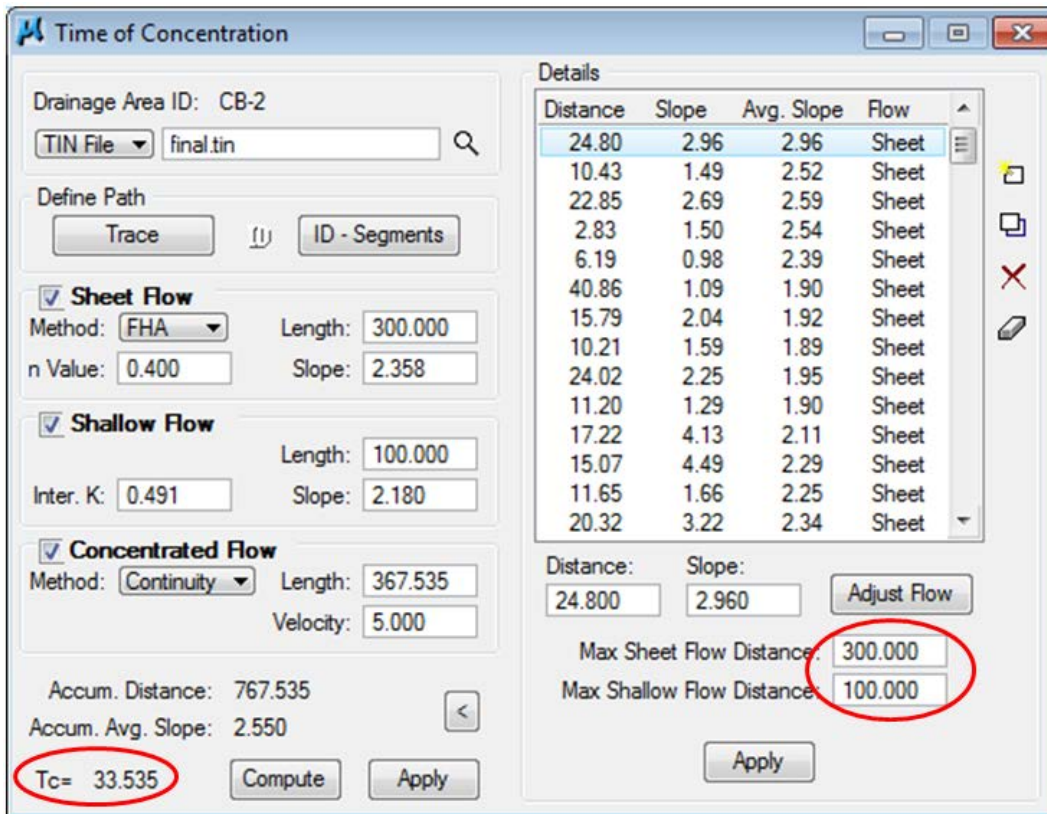 Time of Concentration
Drainage Area ID: CB-2
TIN File final.tin
Define Path
Trace ID - Segments
Sheet Flow
Method: FHA Length: 300.000
n Value: 0.400 Slope: 2.358
Shallow Flow
Length: 100.000
Inter. K: 0.491 Slope: 2.180
Concentrated Flow
Method: Continuity Length: 367.535
Velocity: 5.000
Accum. Distance: 767.535
<
Accum. Avg. Slope: 2.550
Tc= 33.535 Compute Apply
Details
Distance Slope Avg. Slope Flow
24.80 2.96 2.96 Sheet
10.43 1.49 2.52 Sheet
22.85 2.69 2.59 Sheet
2.83 1.50 2.54 Sheet
6.19 0.98 2.39 Sheet
40.86 1.09 1.90 Sheet
15.79 2.04 1.92 Sheet
10.21 1.59 1.89 Sheet
24.02 2.25 1.95 Sheet
11.20 1.29 1.90 Sheet
17.22 4.13 2.11 Sheet
15.07 4.49 2.29 Sheet
11.65 1.66 2.25 Sheet
20.32 3.22 2.34 Sheet
Distance: Slope:
24.800 2.960 Adjust Flow
Max Sheet Flow Distance: 300.000
Max Shallow Flow Distance: 100.000
Apply